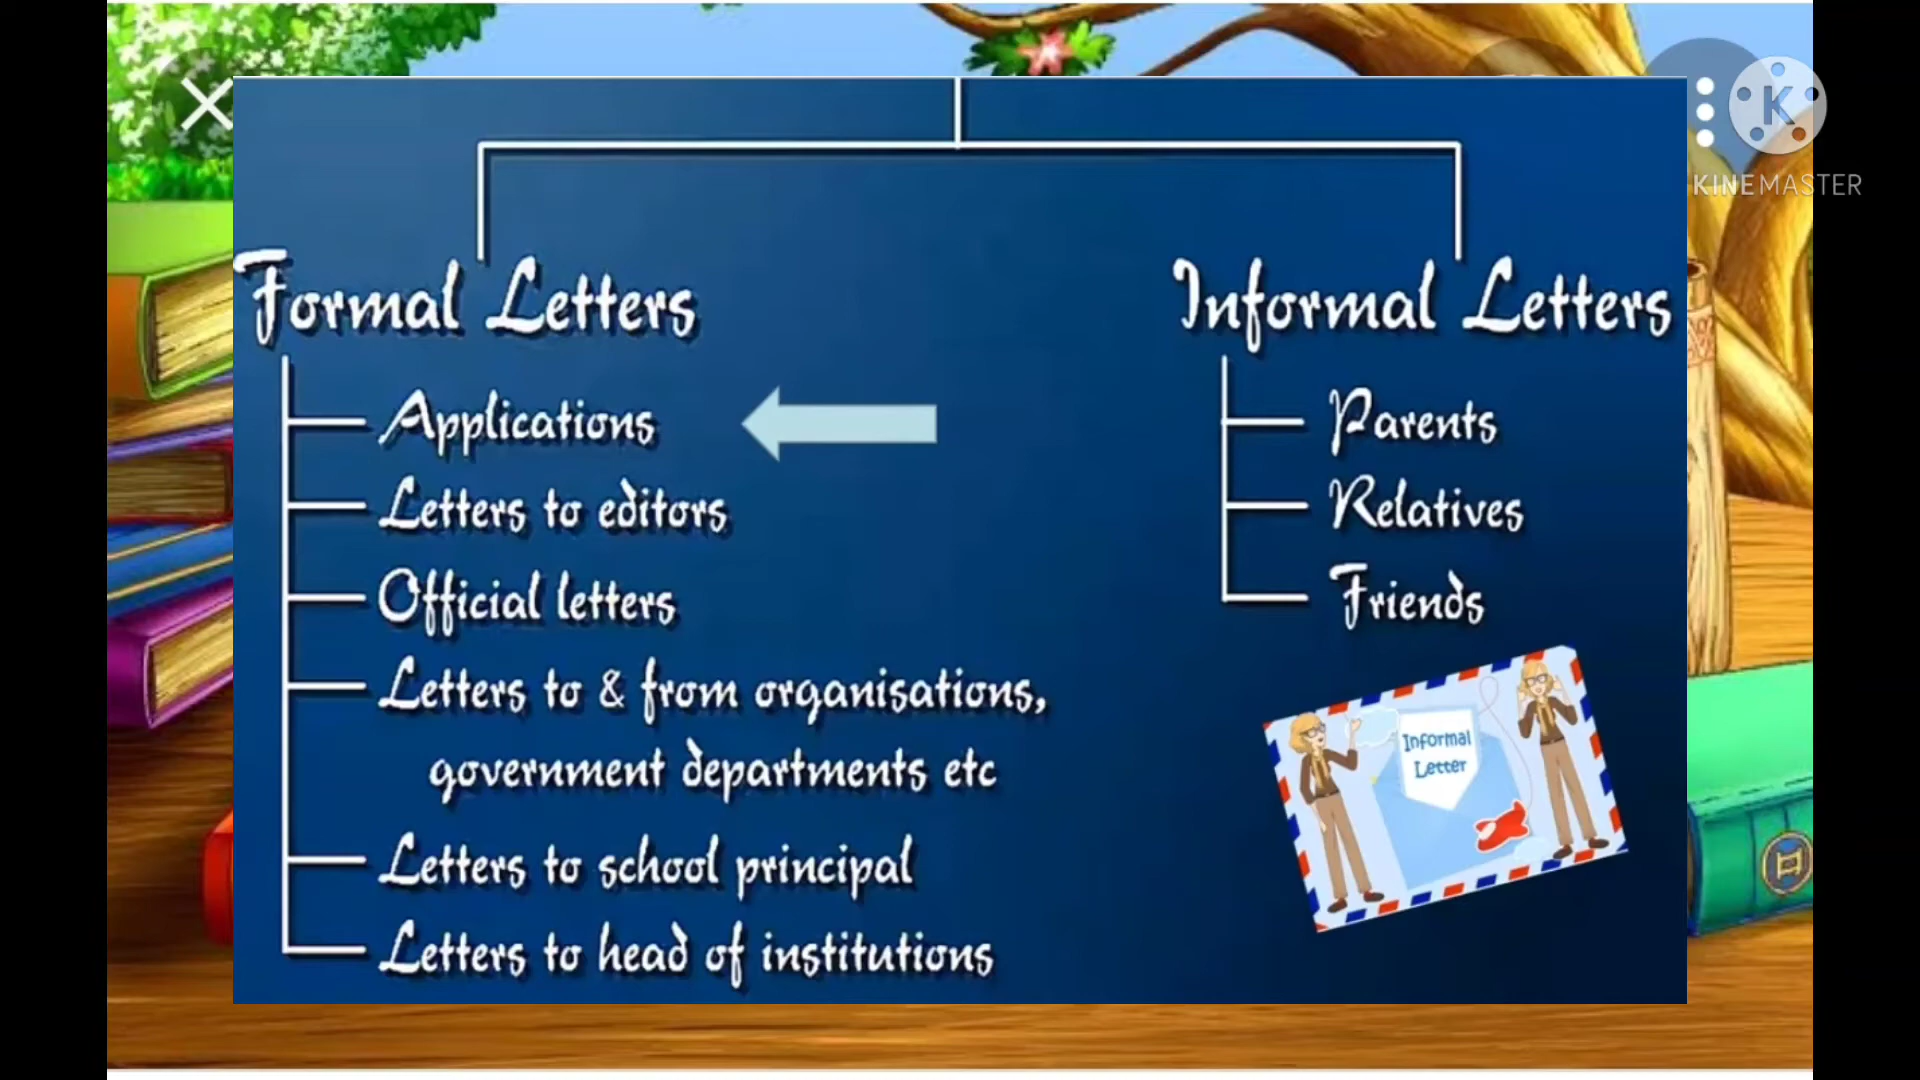 KINEMASTER
Formal Letters
Applications
Letters to editors
Official letters
Letters to & from organisations,
government departments etc
Letters to school principal
Letters to head of institutions
Informal Letters
Parents
Relatives
Friends
Informal
Letter